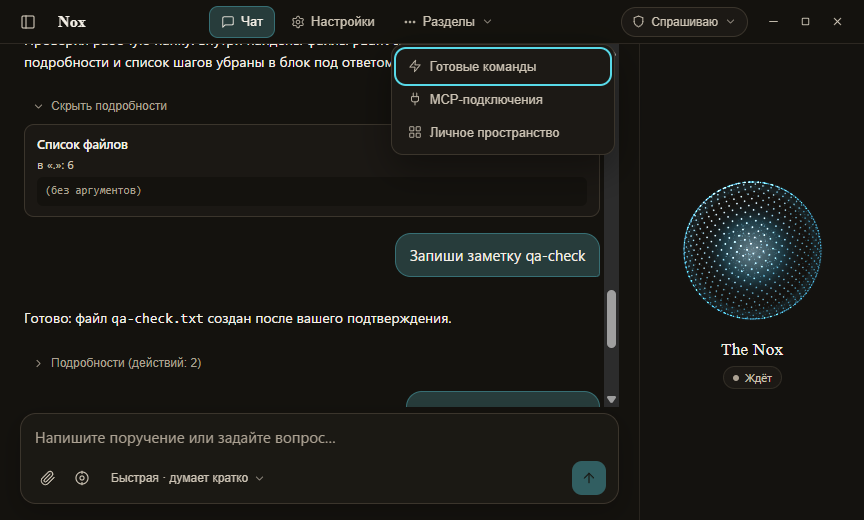 Nox
Чат
Настройки
Разделы
Спрашиваю
Готовые команды
MCP-подключения
Личное пространство
подробности и список шагов убраны в блок под ответом
Скрыть подробности
Список файлов
в «.»: 6
(без аргументов)
Запиши заметку qa-check
Готово: файл qa-check.txt создан после вашего подтверждения.
Подробности (действий: 2)
Напишите поручение или задайте вопрос...
Быстрая · думает кратко
The Nox
Ждёт